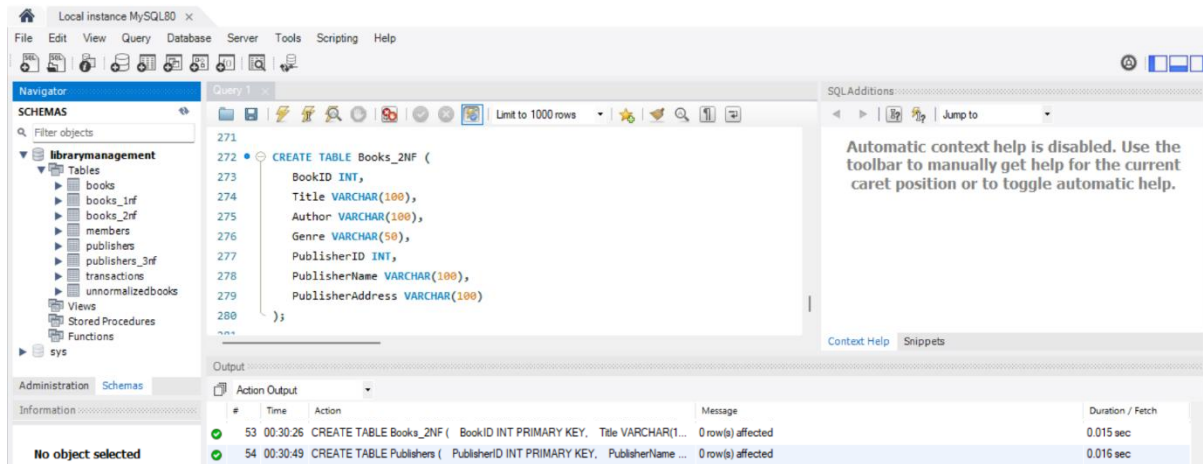 Local instance MySQL80 ×
File Edit View Query Database Server Tools Scripting Help
Navigator
SCHEMAS
Filter objects
librarymanagement
Tables
books
books_1nf
books_2nf
members
publishers
publishers_3nf
transactions
unnormalizedbooks
Views
Stored Procedures
Functions
sys
Administration Schemas
Information
No object selected
Query 1 ×
Limit to 1000 rows
271
272 CREATE TABLE Books_2NF (
273 BookID INT,
274 Title VARCHAR(100),
275 Author VARCHAR(100),
276 Genre VARCHAR(50),
277 PublisherID INT,
278 PublisherName VARCHAR(100),
279 PublisherAddress VARCHAR(100)
280 );
SQLAdditions
Jump to
Automatic context help is disabled. Use the
toolbar to manually get help for the current
caret position or to toggle automatic help.
Context Help Snippets
Output
Action Output
# Time Action Message Duration / Fetch
53 00:30:26 CREATE TABLE Books_2NF ( BookID INT PRIMARY KEY, Title VARCHAR(1... 0 row(s) affected 0.015 sec
54 00:30:49 CREATE TABLE Publishers ( PublisherID INT PRIMARY KEY, PublisherName ... 0 row(s) affected 0.016 sec